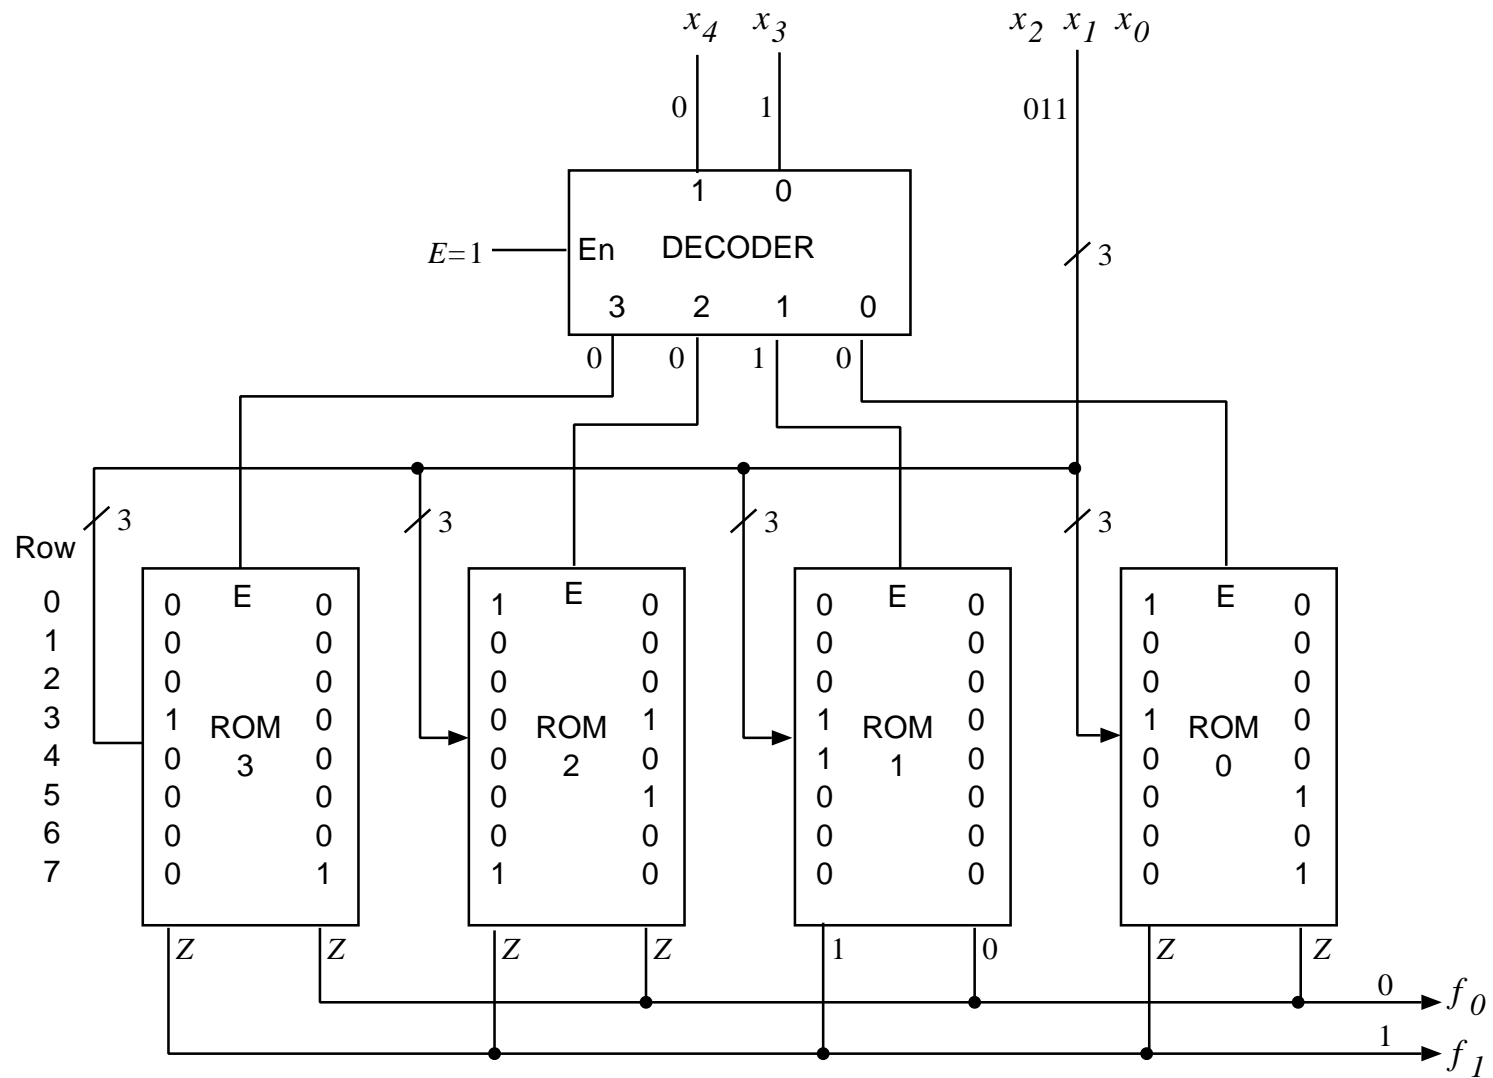 x4 x3 x2 x1 x0
0 1 011
1 0
E=1 En DECODER 3
3 2 1 0
0 0 1 0
3 3 3 3
Row
E E E E
0 0 0 1 0 0 0 1 0
1 0 0 0 0 0 0 0 0
2 0 0 0 0 0 0 0 0
3 1 0 0 1 1 0 1 0
ROM ROM ROM ROM
4 0 0 0 0 1 0 0 0
3 2 1 0
5 0 0 0 1 0 0 0 1
6 0 0 0 0 0 0 0 0
7 0 1 1 0 0 0 0 1
Z Z Z Z 1 0 Z Z
0 f0
1 f1